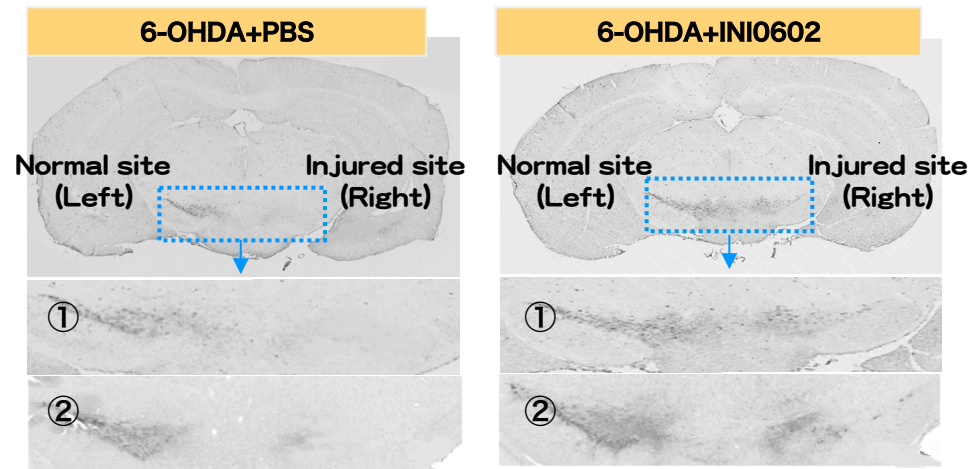 6-OHDA+PBS
Normal site
(Left)
Injured site
(Right)
①
②
6-OHDA+INI0602
Normal site
(Left)
Injured site
(Right)
①
②